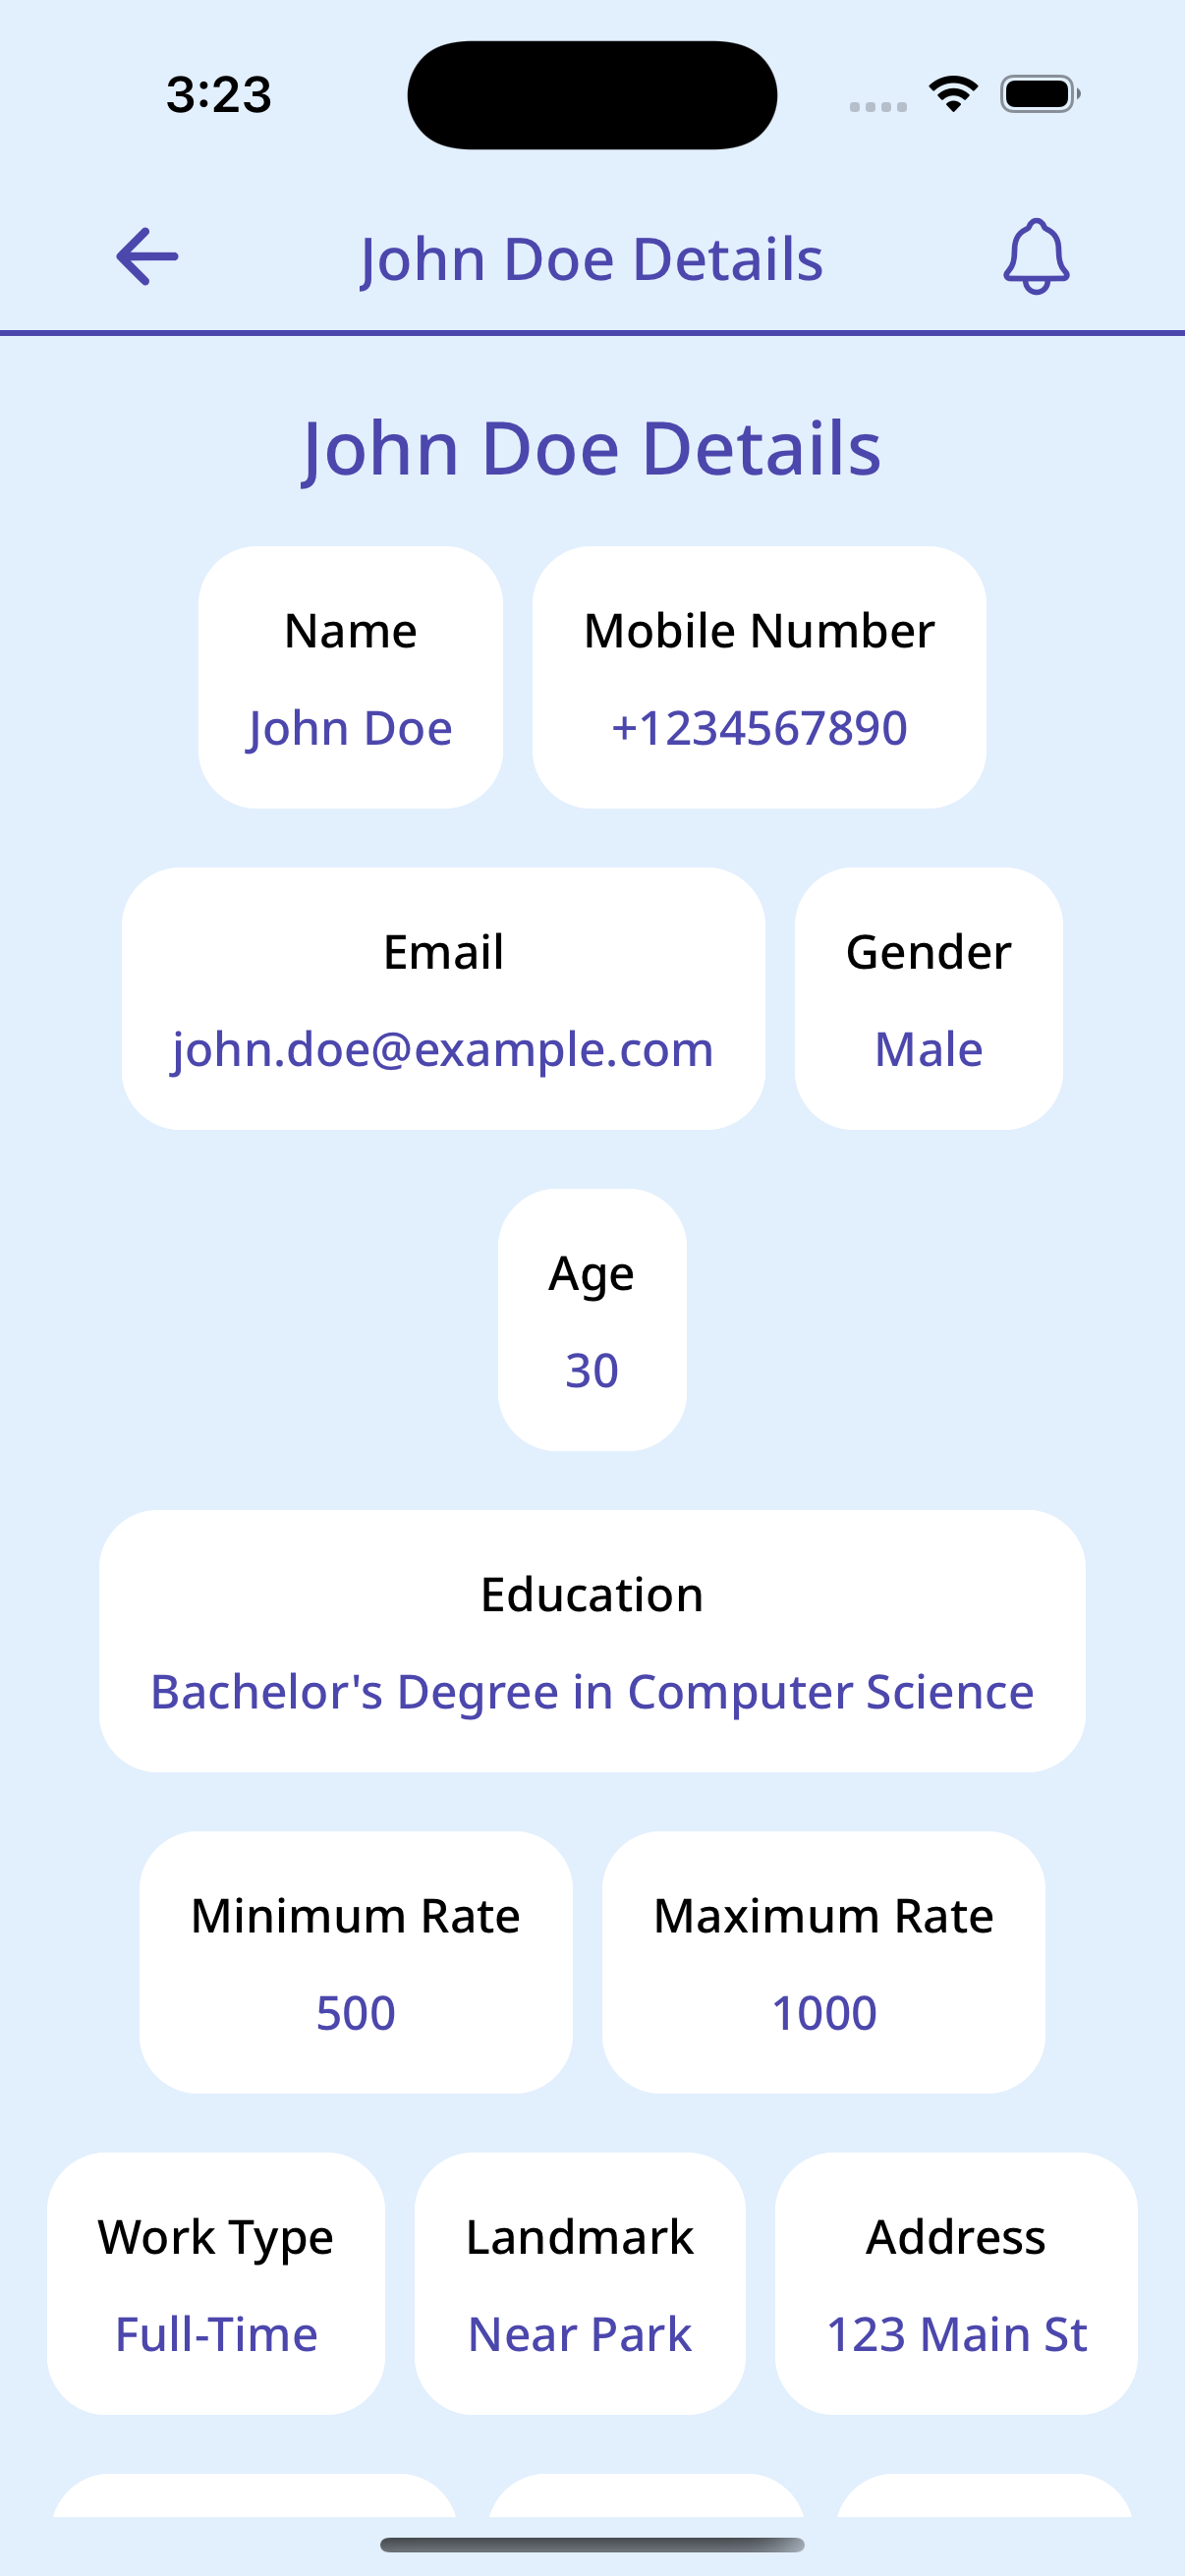 3:23
John Doe Details
John Doe Details
Name
John Doe
Mobile Number
+1234567890
Email
john.doe@example.com
Gender
Male
Age
30
Education
Bachelor's Degree in Computer Science
Minimum Rate
500
Maximum Rate
1000
Work Type
Full-Time
Landmark
Near Park
Address
123 Main St